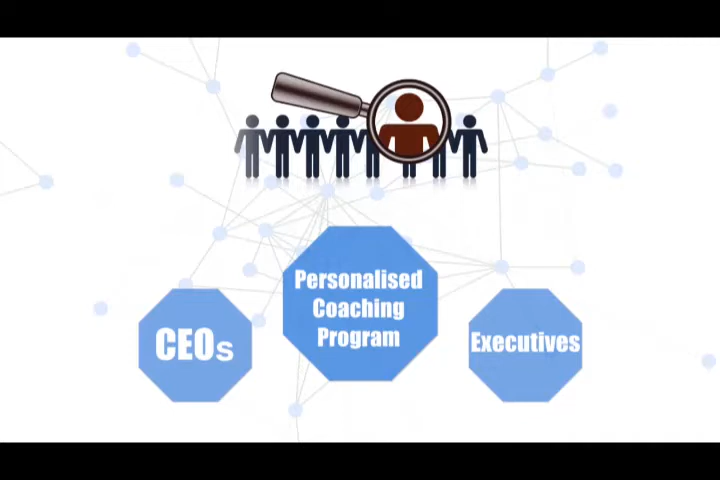 Personalised
Coaching
Program
CEOs
Executives